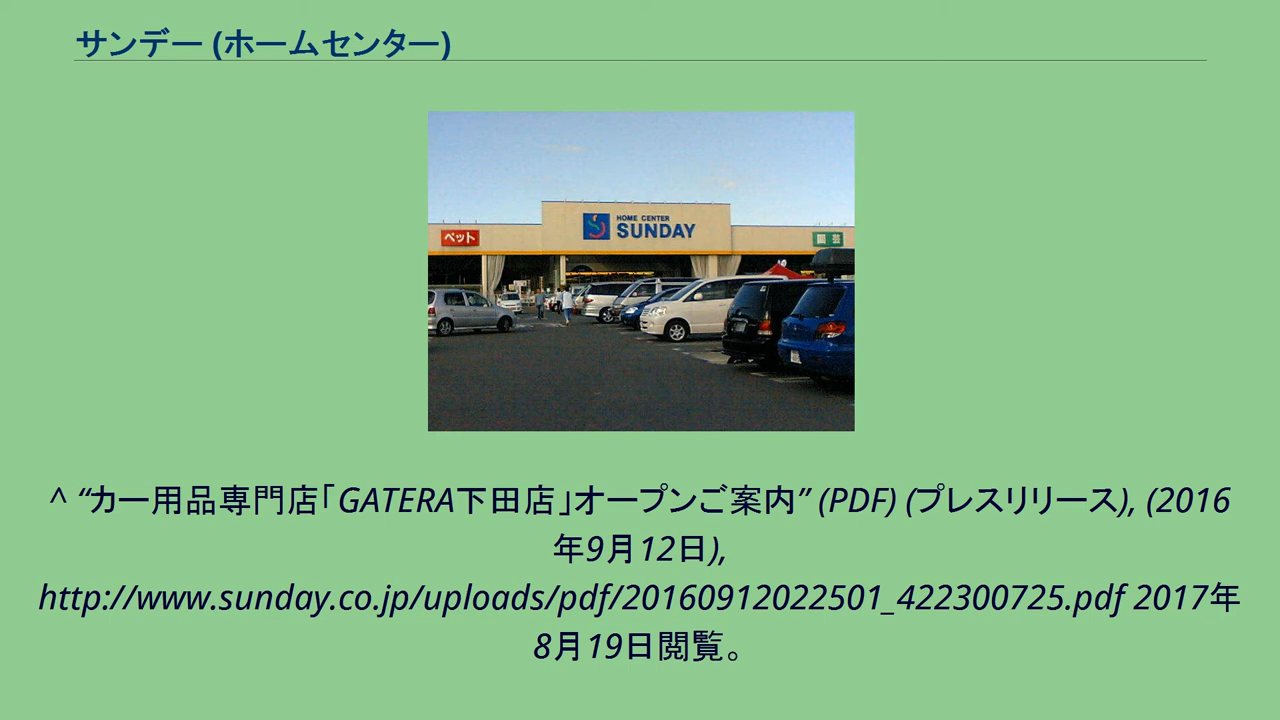 サンデー (ホームセンター)
HOME CENTER
SUNDAY
ペット
園芸
^ “カー用品専門店「GATERA下田店」オープンご案内” (PDF) (プレスリリース), (2016
年9月12日),
http://www.sunday.co.jp/uploads/pdf/20160912022501_422300725.pdf 2017年
8月19日閲覧。